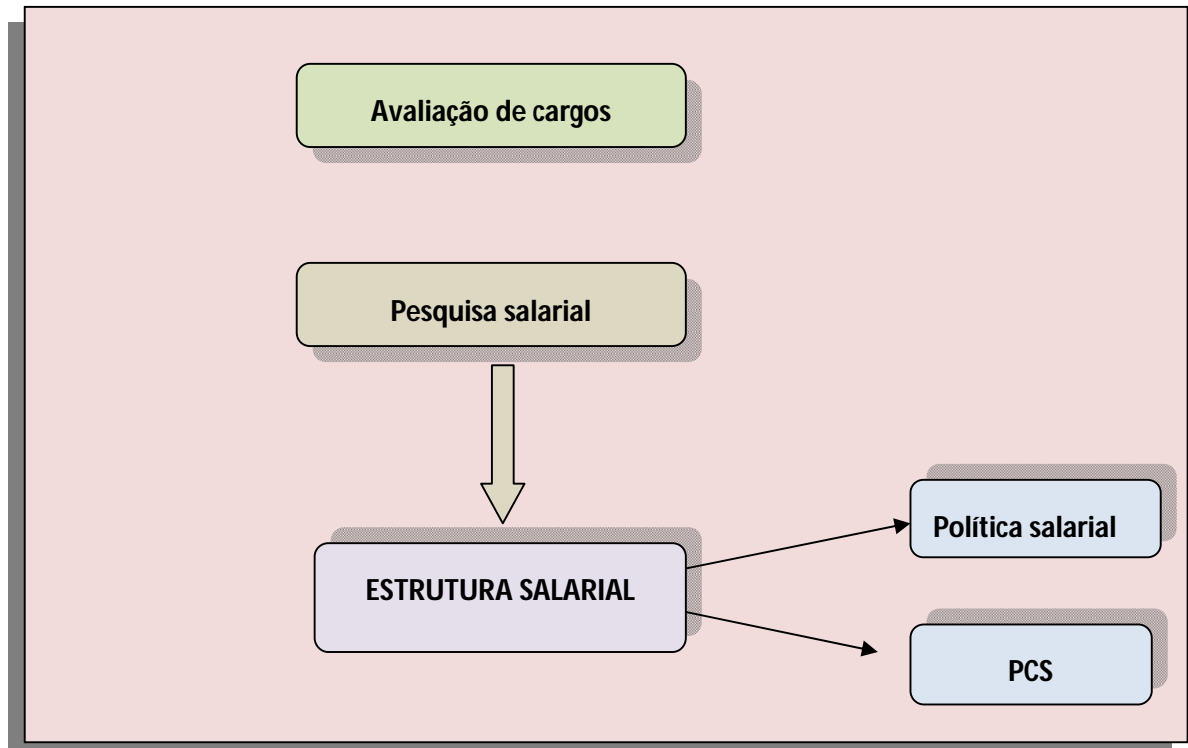 Avaliação de cargos
Pesquisa salarial
ESTRUTURA SALARIAL
Política salarial
PCS